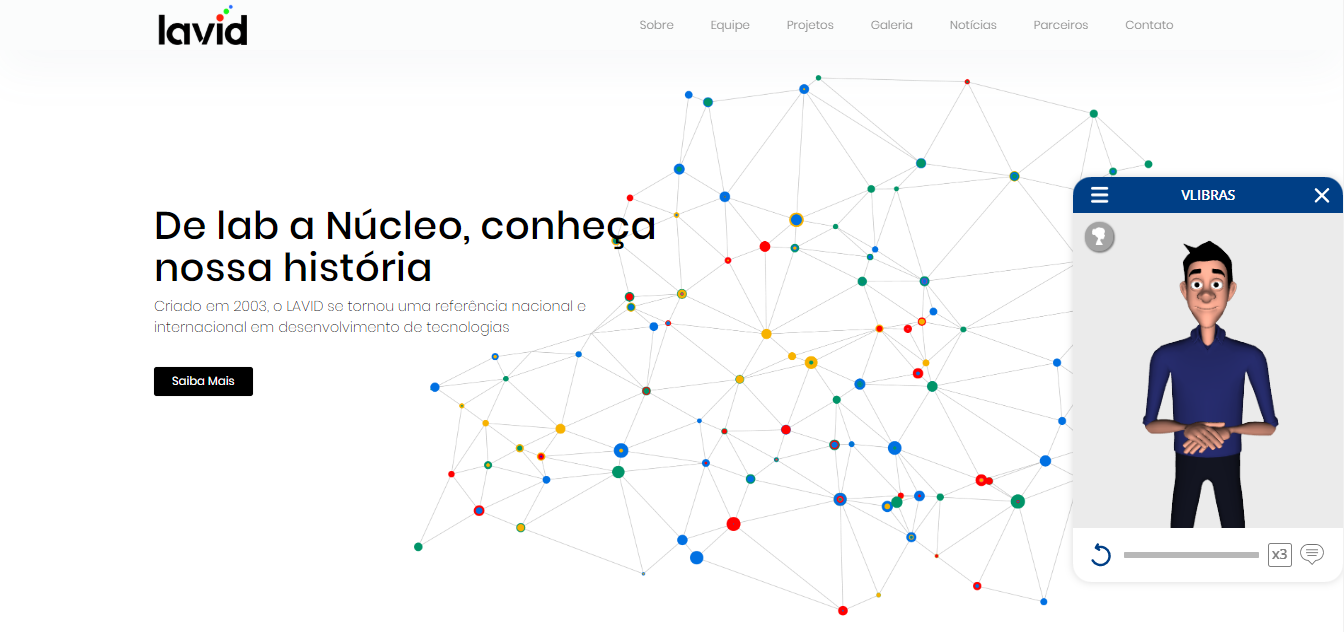 lavid
Sobre
Equipe
Projetos
Galeria
Notícias
Parceiros
Contato
De lab a Núcleo, conheça
nossa história
Criado em 2003, o LAVID se tornou uma referência nacional e
internacional em desenvolvimento de tecnologias
Saiba Mais
VLIBRAS
x3